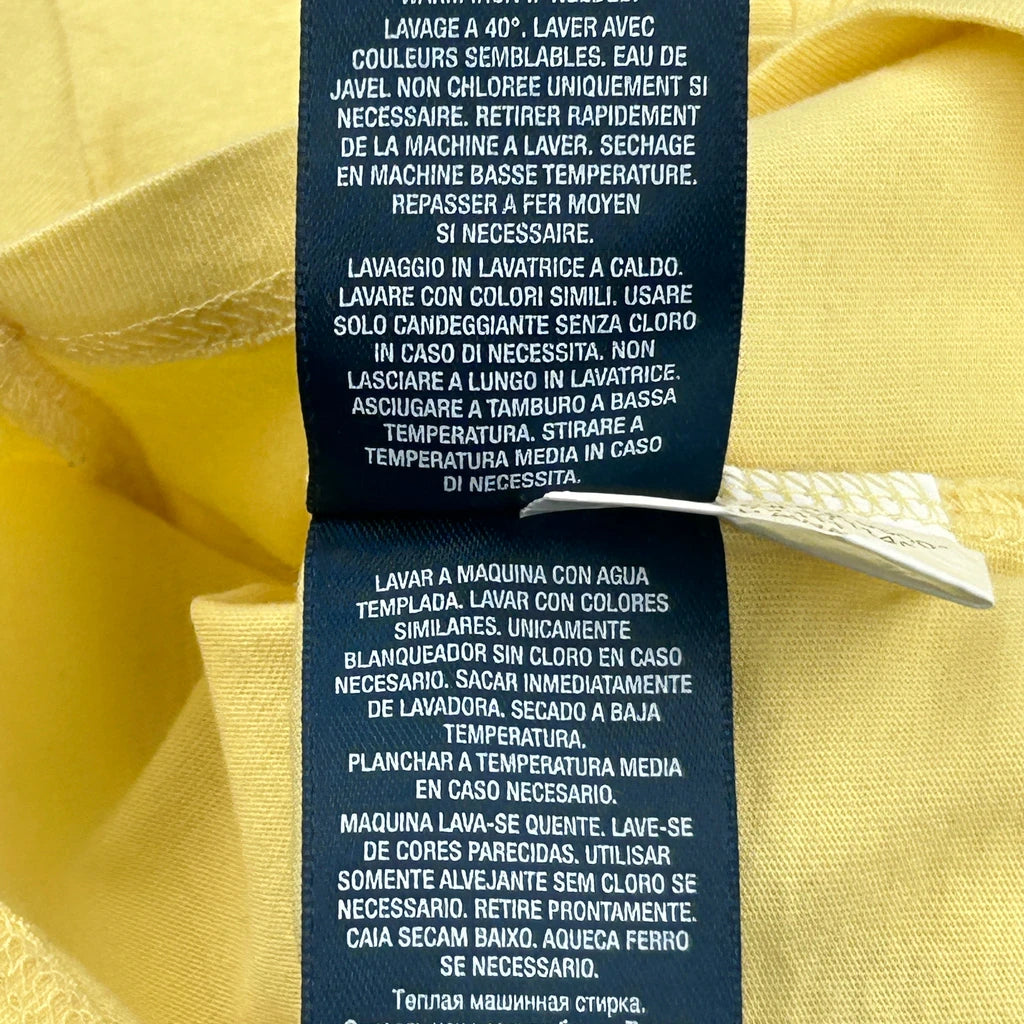 WARM IRON IF NEEDED.
LAVAGE A 40°. LAVER AVEC
COULEURS SEMBLABLES. EAU DE
JAVEL NON CHLOREE UNIQUEMENT SI
NECESSAIRE. RETIRER RAPIDEMENT
DE LA MACHINE A LAVER. SECHAGE
EN MACHINE BASSE TEMPERATURE.
REPASSER A FER MOYEN
SI NECESSAIRE.
LAVAGGIO IN LAVATRICE A CALDO.
LAVARE CON COLORI SIMILI. USARE
SOLO CANDEGGIANTE SENZA CLORO
IN CASO DI NECESSITA. NON
LASCIARE A LUNGO IN LAVATRICE.
ASCIUGARE A TAMBURO A BASSA
TEMPERATURA. STIRARE A
TEMPERATURA MEDIA IN CASO
DI NECESSITA.
LAVAR A MAQUINA CON AGUA
TEMPLADA. LAVAR CON COLORES
SIMILARES. UNICAMENTE
BLANQUEADOR SIN CLORO EN CASO
NECESARIO. SACAR INMEDIATAMENTE
DE LAVADORA. SECADO A BAJA
TEMPERATURA.
PLANCHAR A TEMPERATURA MEDIA
EN CASO NECESARIO.
MAQUINA LAVA-SE QUENTE. LAVE-SE
DE CORES PARECIDAS. UTILISAR
SOMENTE ALVEJANTE SEM CLORO SE
NECESSARIO. RETIRE PRONTAMENTE.
CAIA SECAM BAIXO. AQUECA FERRO
SE NECESSARIO.
Теплая машинная стирка.